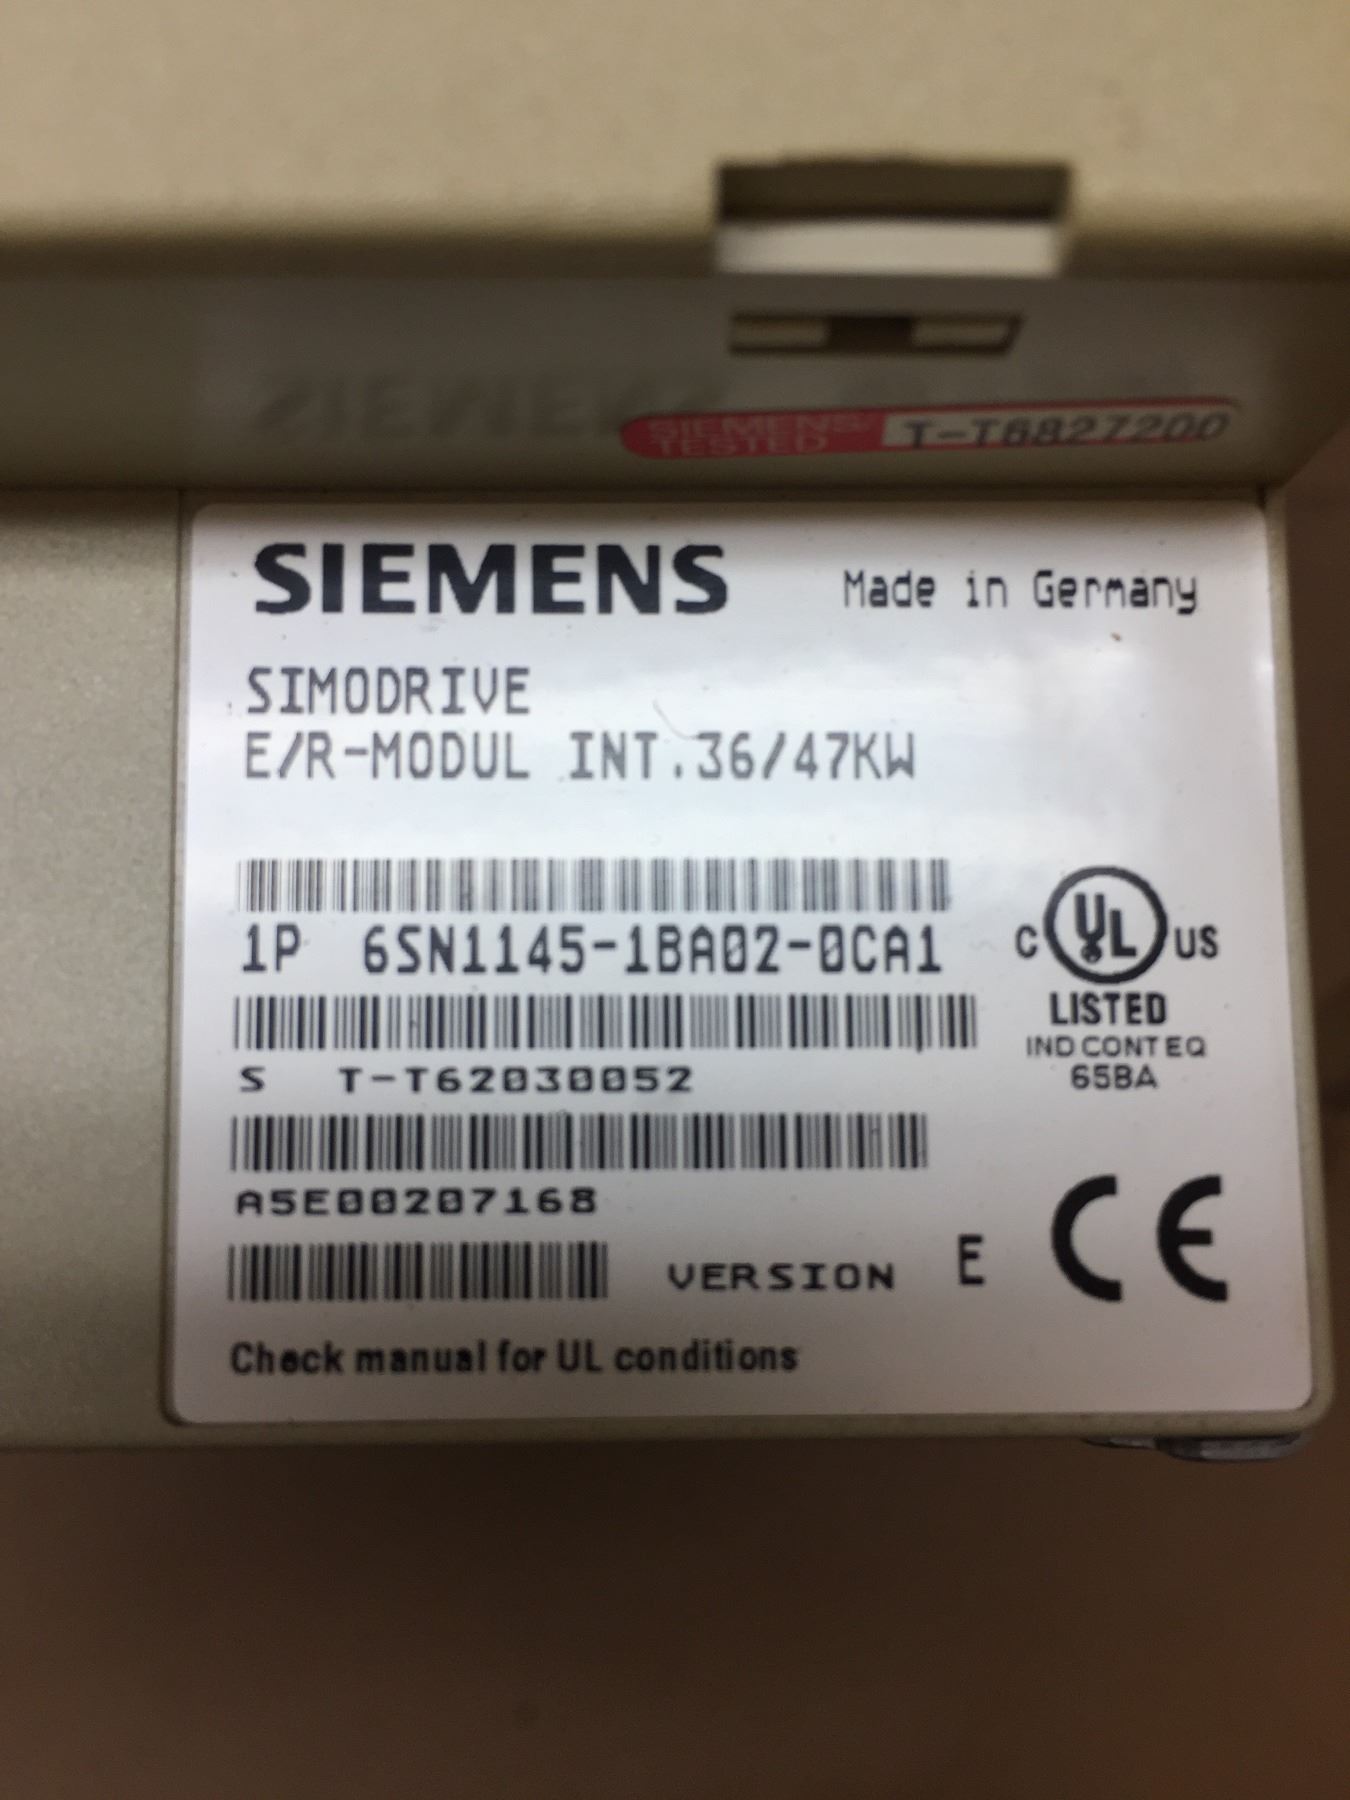 SIEMENS
TESTED T-T6827200
SIEMENS Made in Germany
SIMODRIVE
E/R-MODUL INT.36/47KW
1P 6SN1145-1BA02-0CA1
C UL US
LISTED
IND CONT EQ
65BA
S T-T62030052
A5E00207168
VERSION E CE
Check manual for UL conditions